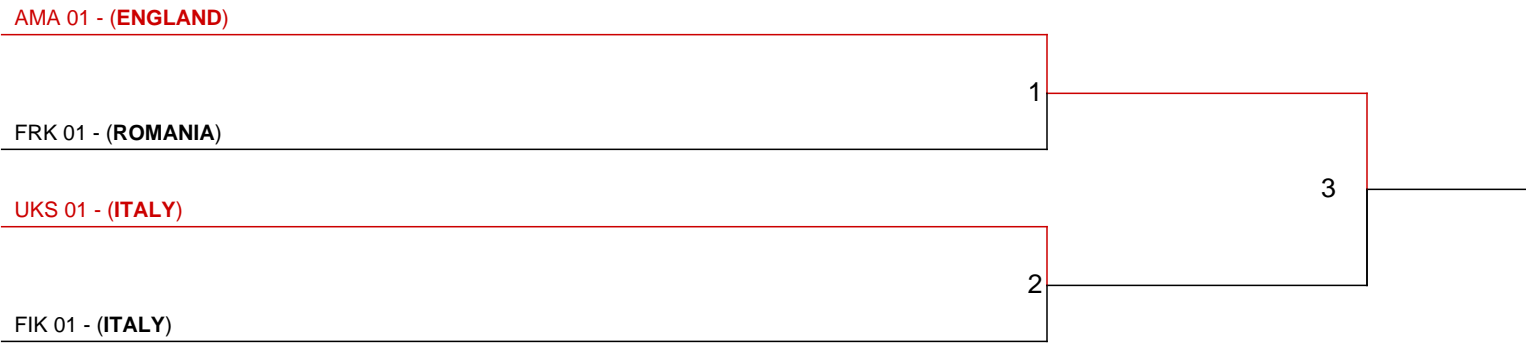 AMA 01 - (ENGLAND)
1
FRK 01 - (ROMANIA)
3
UKS 01 - (ITALY)
2
FIK 01 - (ITALY)